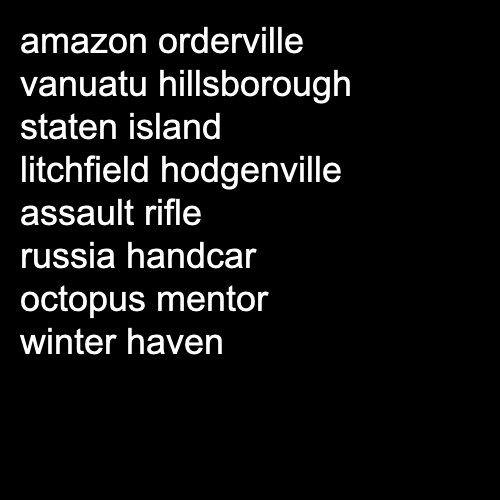 amazon orderville
vanuatu hillsborough
staten island
litchfield hodgenville
assault rifle
russia handcar
octopus mentor
winter haven